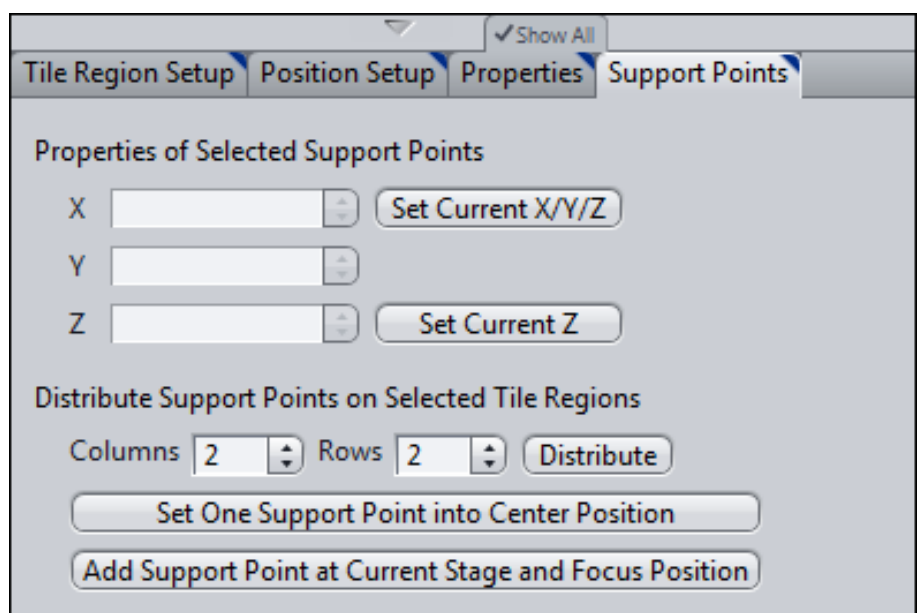 ✓Show All
Tile Region Setup Position Setup Properties Support Points
Properties of Selected Support Points
X Set Current X/Y/Z
Y
Z Set Current Z
Distribute Support Points on Selected Tile Regions
Columns 2 Rows 2 Distribute
Set One Support Point into Center Position
Add Support Point at Current Stage and Focus Position